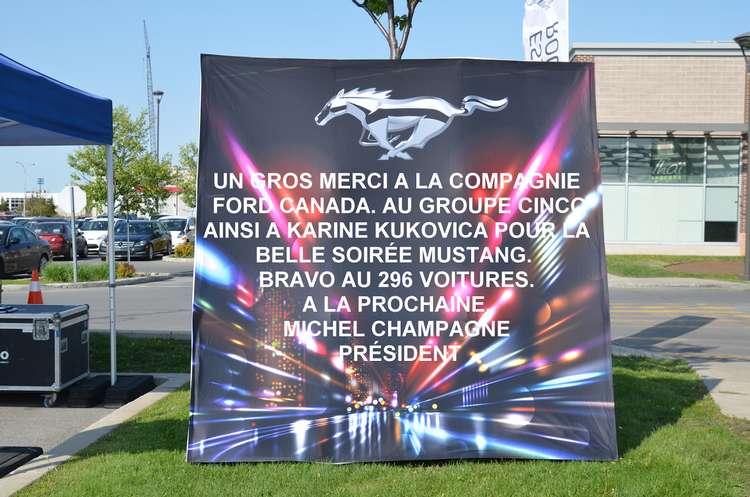 UN GROS MERCI A LA COMPAGNIE
FORD CANADA. AU GROUPE CINCO
AINSI A KARINE KUKOVICA POUR LA
BELLE SOIRÉE MUSTANG.
BRAVO AU 296 VOITURES.
A LA PROCHAINE.
MICHEL CHAMPAGNE
PRÉSIDENT